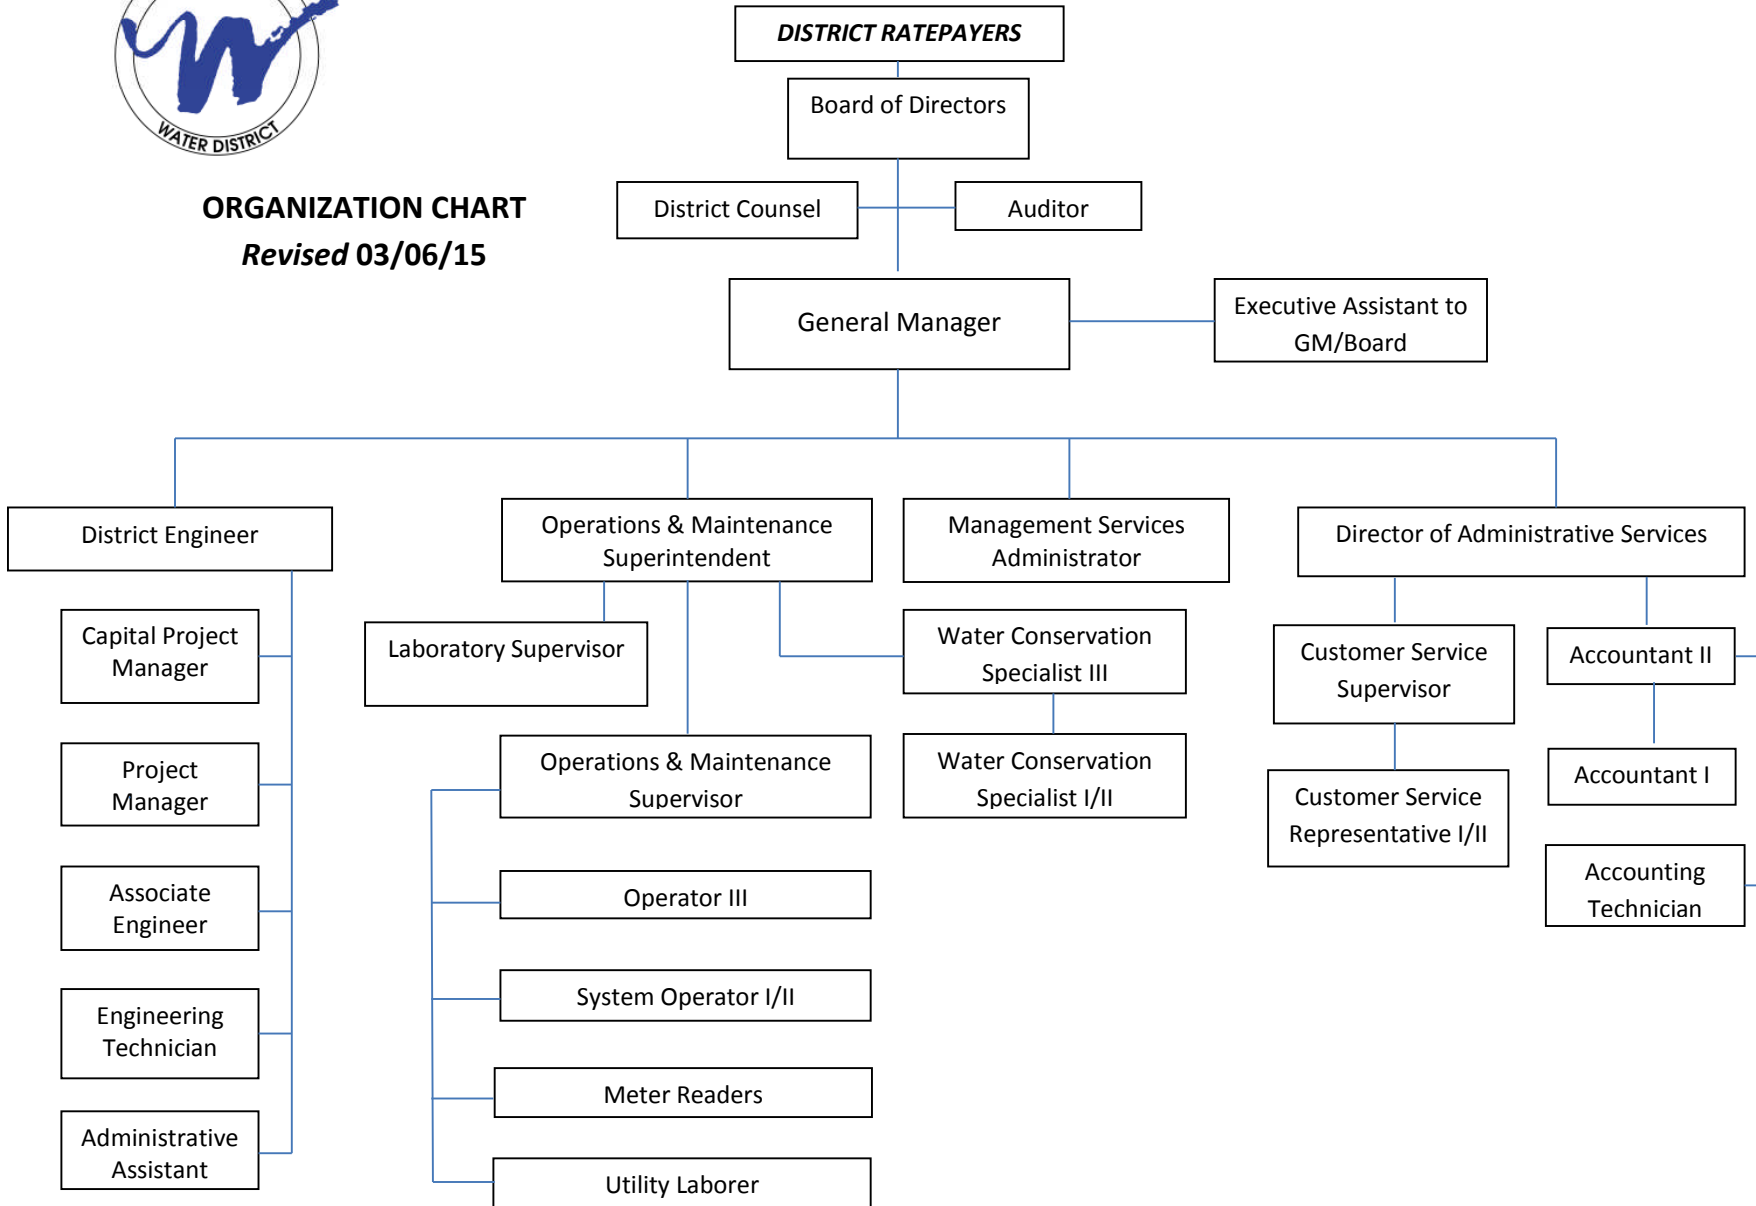 WATER DISTRICT
ORGANIZATION CHART
Revised 03/06/15
DISTRICT RATEPAYERS
Board of Directors
District Counsel
Auditor
General Manager
Executive Assistant to
GM/Board
District Engineer
Operations & Maintenance
Superintendent
Management Services
Administrator
Director of Administrative Services
Capital Project
Manager
Project
Manager
Associate
Engineer
Engineering
Technician
Administrative
Assistant
Laboratory Supervisor
Operations & Maintenance
Supervisor
Operator III
System Operator I/II
Meter Readers
Utility Laborer
Water Conservation
Specialist III
Water Conservation
Specialist I/II
Customer Service
Supervisor
Customer Service
Representative I/II
Accountant II
Accountant I
Accounting
Technician